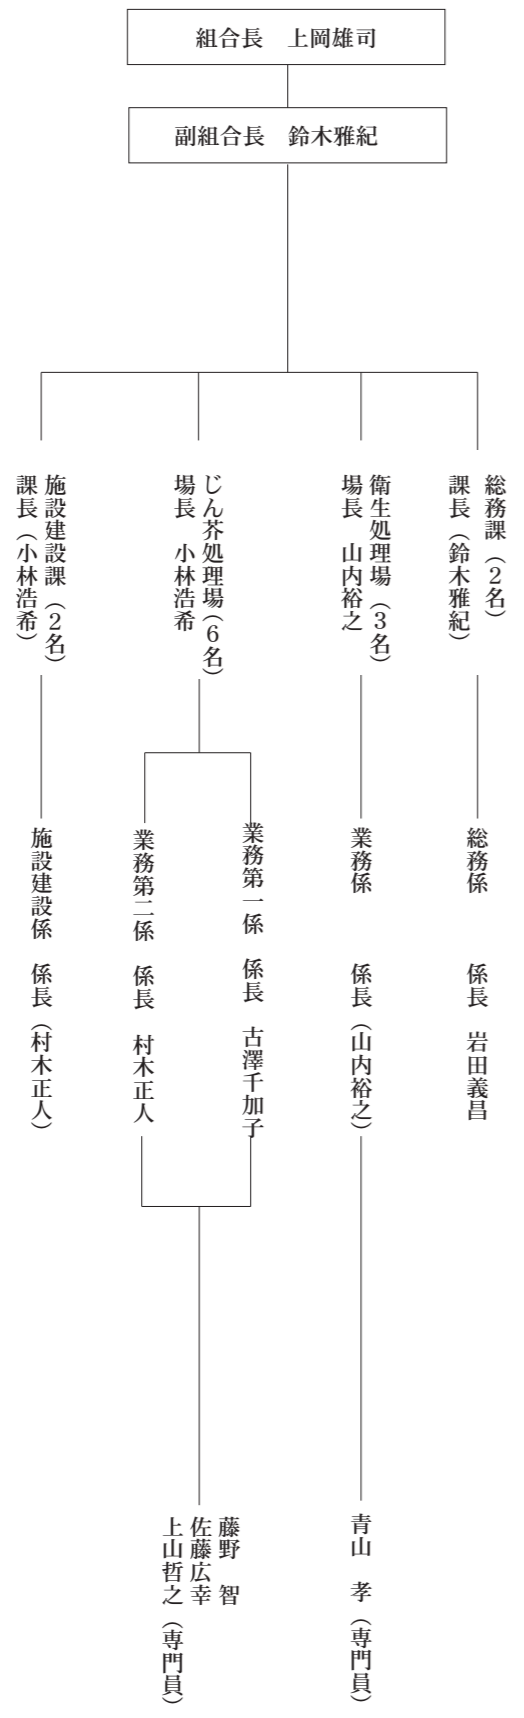 組合長　上岡雄司
副組合長　鈴木雅紀
総務課（２名）
課長（鈴木雅紀）
衛生処理場（３名）
場長　山内裕之
じん芥処理場（６名）
場長　小林浩希
施設建設課（２名）
課長（小林浩希）
総務係　　　係長　岩田義昌
業務係　　　係長（山内裕之）
業務第一係　係長　古澤千加子
業務第二係　係長　村木正人
施設建設係　係長（村木正人）
青山　孝（専門員）
藤野　智
佐藤広幸
上山哲之（専門員）